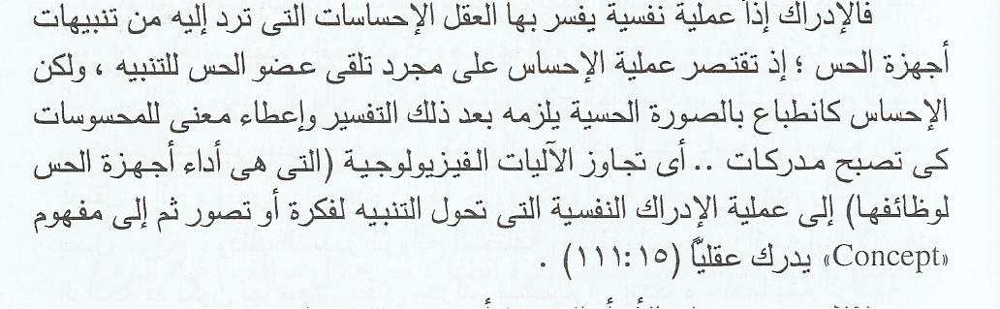 فالإدراك إذاً عملية نفسية يفسر بها العقل الإحساسات التى ترد إليه من تنبيهات
أجهزة الحس ؛ إذ تقتصر عملية الإحساس على مجرد تلقى عضو الحس للتنبيه ، ولكن
الإحساس كانطباع بالصورة الحسية يلزمه بعد ذلك التفسير وإعطاء معنى للمحسوسات
كى تصبح مدركات .. أى تجاوز الآليات الفيزيولوجية (التى هى أداء أجهزة الحس
لوظائفها) إلى عملية الإدراك النفسية التى تحول التنبيه لفكرة أو تصور ثم إلى مفهوم
«Concept» يدرك عقليًّا (١١١:١٥) .